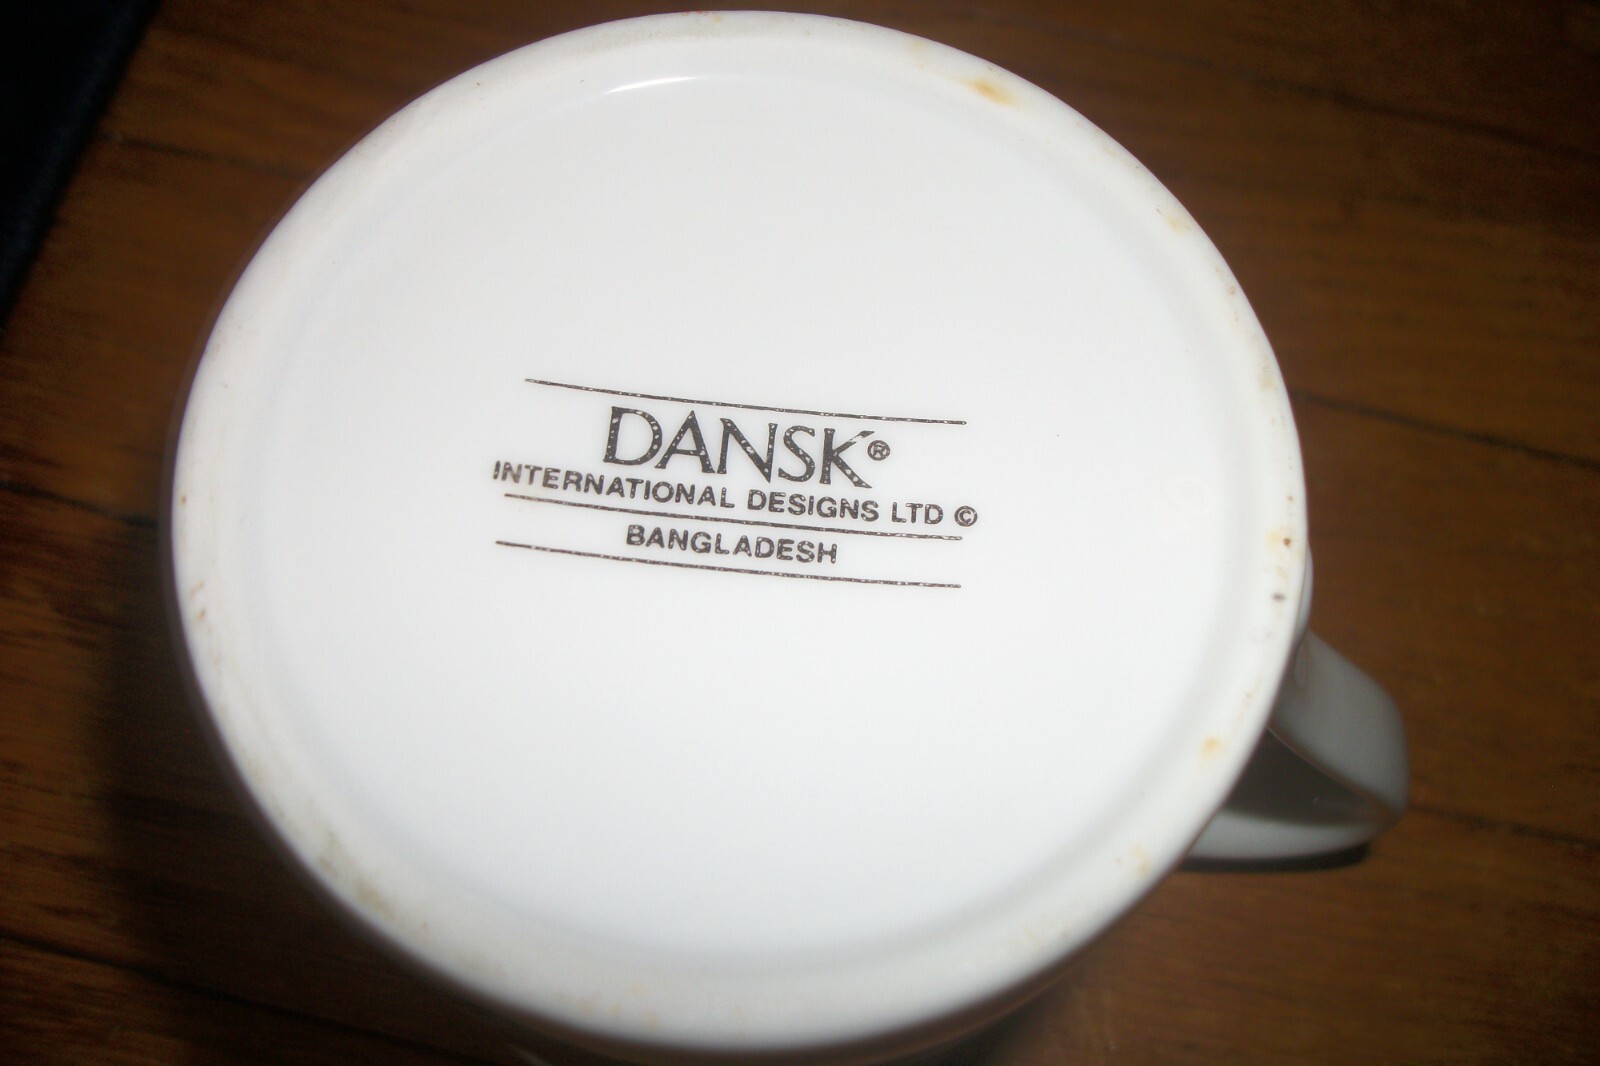 DANSK®
INTERNATIONAL DESIGNS LTD ©
BANGLADESH